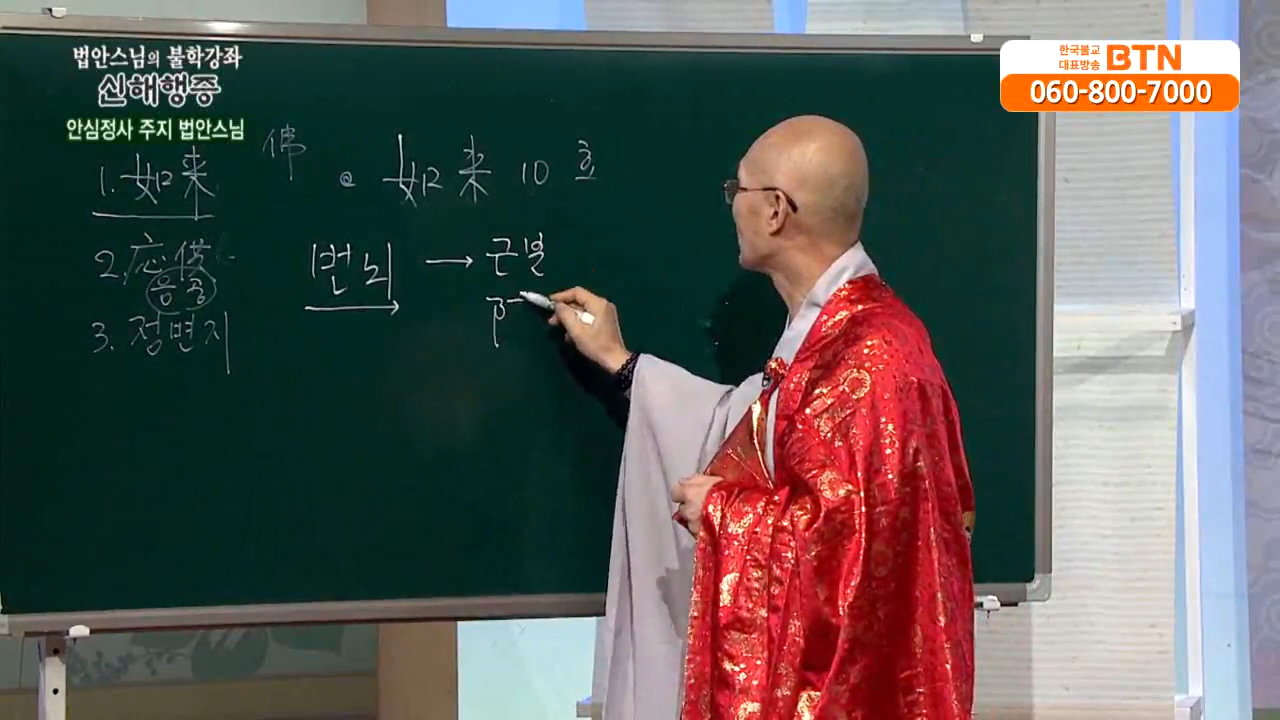 법안스님의 불학강좌
신해행증
안심정사 주지 법안스님
한국불교
대표방송 BTN
060-800-7000
佛
1. 如来
如来 10 호
2. 応供
응공
3. 정변지
번뇌 → 근본